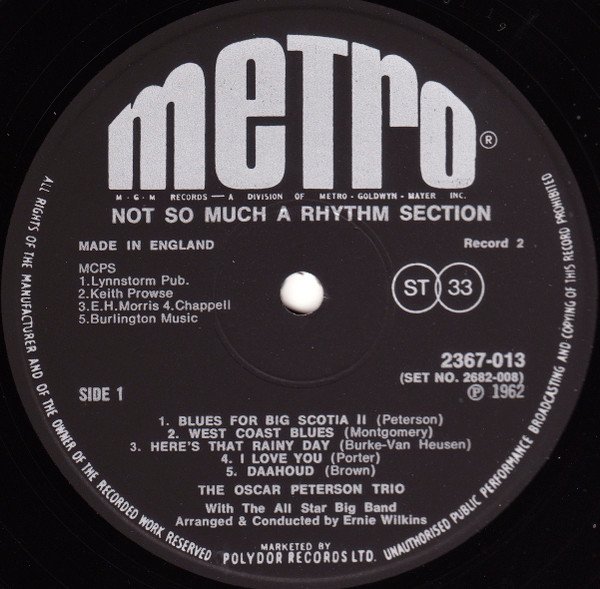 metro®
M-G-M RECORDS — A DIVISION OF METRO-GOLDWYN-MAYER INC.
NOT SO MUCH A RHYTHM SECTION
MADE IN ENGLAND
Record 2
MCPS
1.Lynnstorm Pub.
2.Keith Prowse
3.E.H.Morris 4.Chappell
5.Burlington Music
ST 33
2367-013
(SET NO. 2682-008)
℗ 1962
SIDE 1
1. BLUES FOR BIG SCOTIA II (Peterson)
2. WEST COAST BLUES (Montgomery)
3. HERE'S THAT RAINY DAY (Burke-Van Heusen)
4. I LOVE YOU (Porter)
5. DAAHOUD (Brown)
THE OSCAR PETERSON TRIO
With The All Star Big Band
Arranged & Conducted by Ernie Wilkins
MARKETED BY
POLYDOR RECORDS LTD.
ALL RIGHTS OF THE MANUFACTURER AND OF THE OWNER OF THE RECORDED WORK RESERVED
UNAUTHORISED PUBLIC PERFORMANCE BROADCASTING AND COPYING OF THIS RECORD PROHIBITED